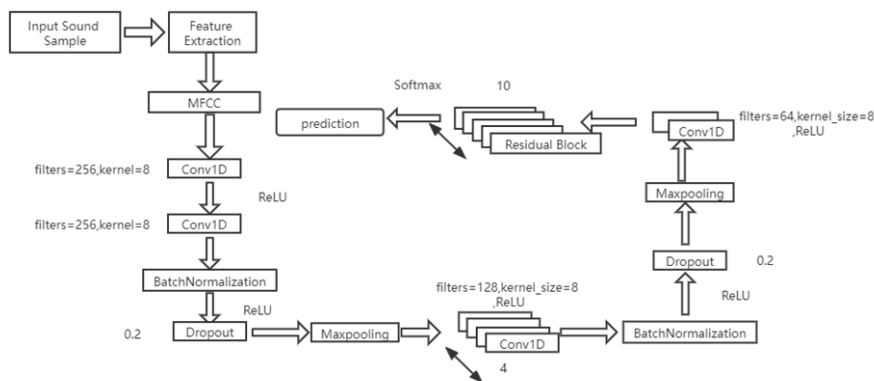 Input Sound
Sample
Feature
Extraction
MFCC
filters=256,kernel=8
Conv1D
ReLU
filters=256,kernel=8
Conv1D
BatchNormalization
ReLU
0.2
Dropout
Maxpooling
filters=128,kernel_size=8
,ReLU
Conv1D
4
BatchNormalization
ReLU
Dropout
0.2
Maxpooling
Conv1D
filters=64,kernel_size=8
,ReLU
10
Residual Block
Softmax
prediction